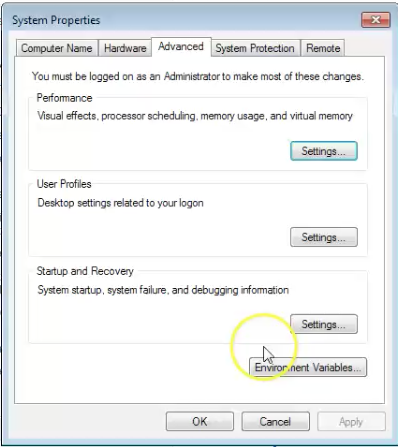 System Properties
Computer Name Hardware Advanced System Protection Remote
You must be logged on as an Administrator to make most of these changes.
Performance
Visual effects, processor scheduling, memory usage, and virtual memory
Settings...
User Profiles
Desktop settings related to your logon
Settings...
Startup and Recovery
System startup, system failure, and debugging information
Settings...
Environment Variables...
OK Cancel Apply